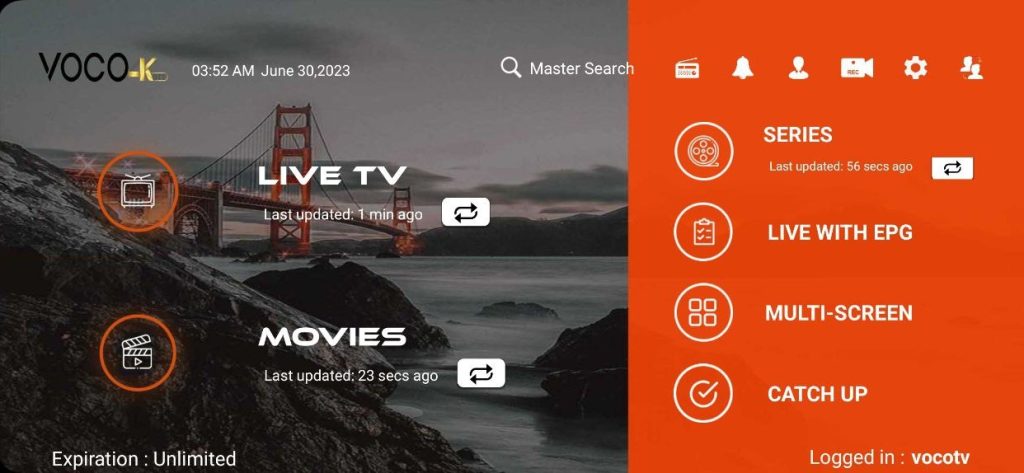 VOCO-K
03:52 AM June 30,2023
Master Search
REC
LIVE TV
Last updated: 1 min ago
MOVIES
Last updated: 23 secs ago
Expiration : Unlimited
SERIES
Last updated: 56 secs ago
LIVE WITH EPG
MULTI-SCREEN
CATCH UP
Logged in : vocotv